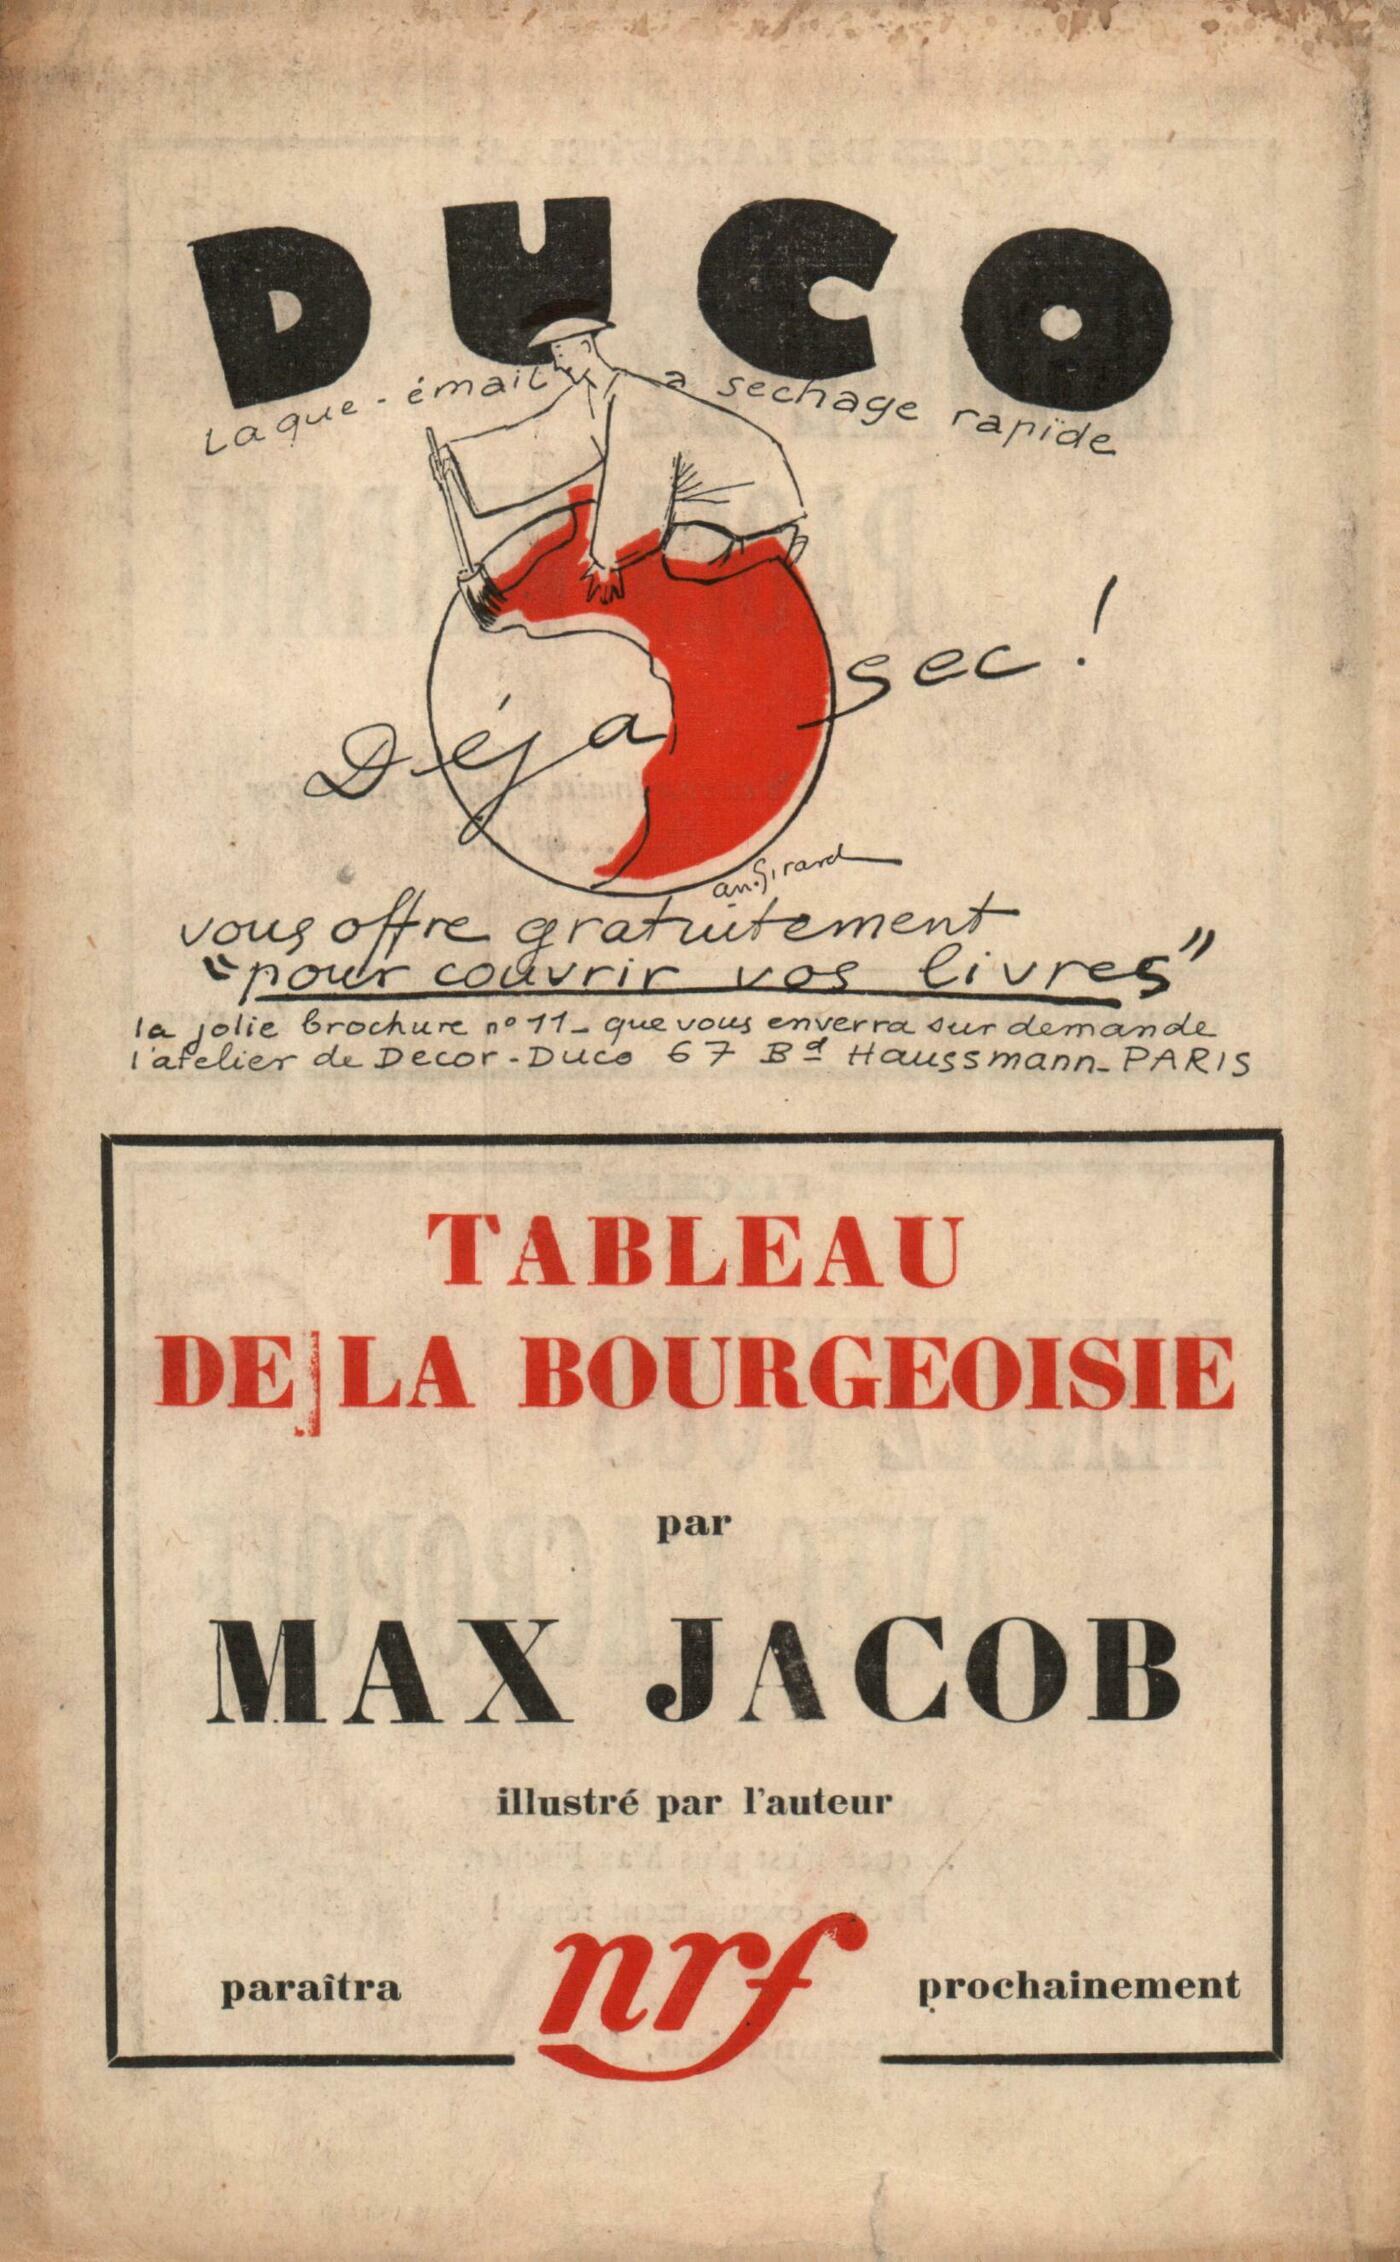 DUCO
Laque-émail a sechage rapide
Déja sec !
an. Girard
vous offre gratuitement
"pour couvrir vos livres"
la jolie brochure nº 11 - que vous enverra sur demande
l'atelier de Decor-Duco 67 Bd Haussmann - PARIS
TABLEAU
DE LA BOURGEOISIE
par
MAX JACOB
illustré par l'auteur
paraîtra nrf prochainement